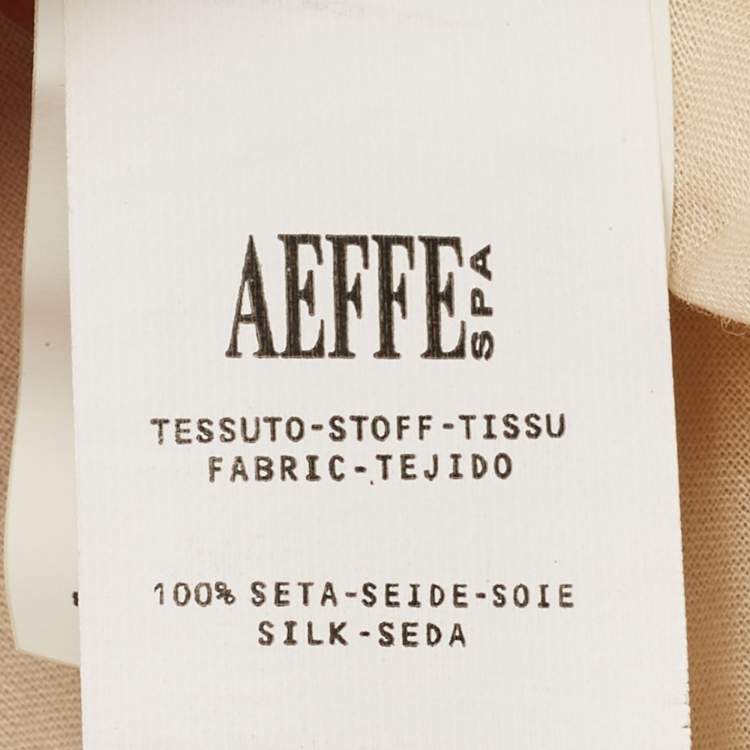 AEFFE SPA
TESSUTO-STOFF-TISSU
FABRIC-TEJIDO
100% SETA-SEIDE-SOIE
SILK-SEDA